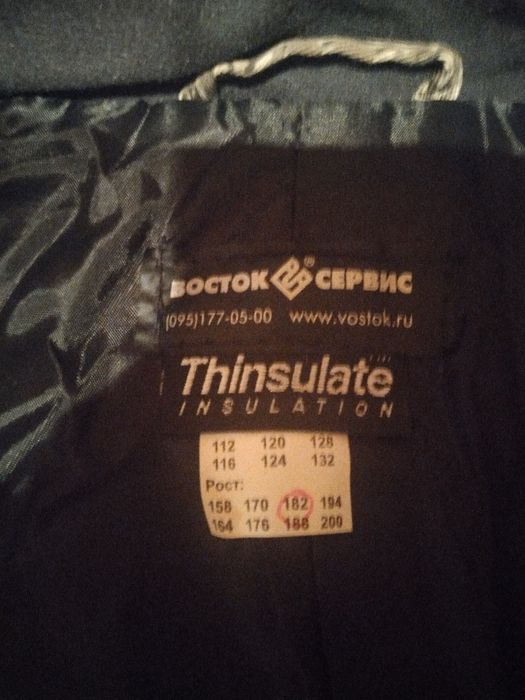 ВОСТОК СЕРВИС
(095)177-05-00 www.vostok.ru
Thinsulate
INSULATION
112 120 128
116 124 132
Рост:
158 170 182 194
164 176 188 200